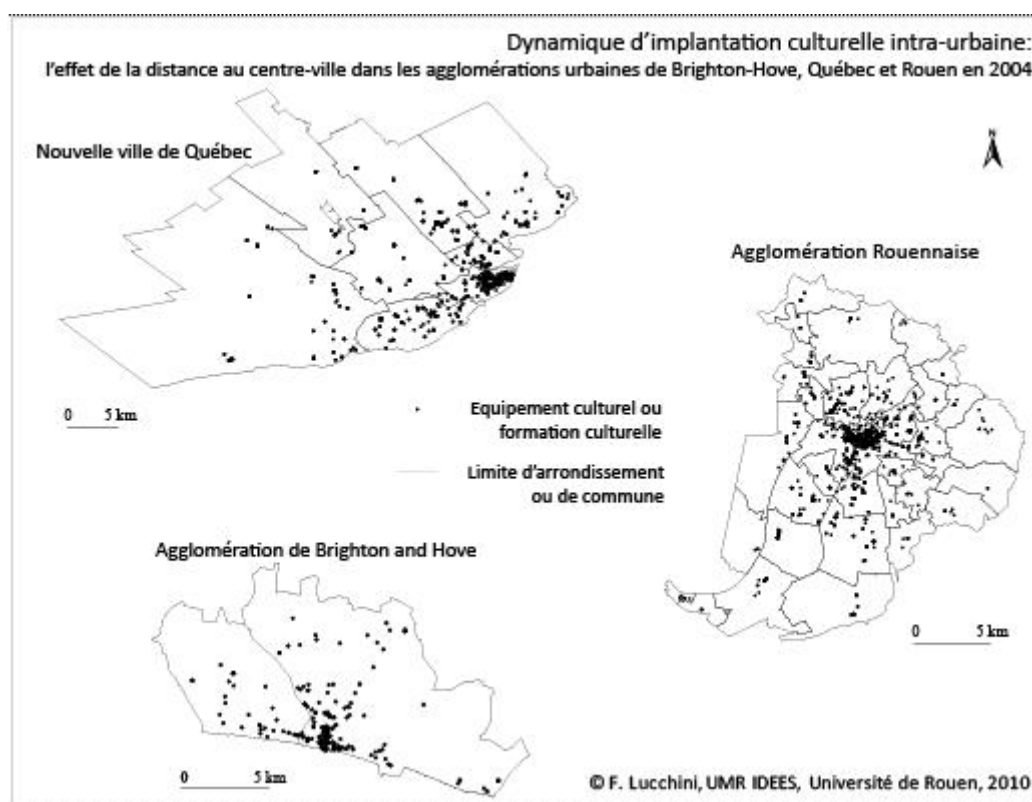 Dynamique d'implantation culturelle intra-urbaine:
l'effet de la distance au centre-ville dans les agglomérations urbaines de Brighton-Hove, Québec et Rouen en 2004
Nouvelle ville de Québec
N
Agglomération Rouennaise
0 5 km
Equipement culturel ou
formation culturelle
Limite d'arrondissement
ou de commune
Agglomération de Brighton and Hove
0 5 km
0 5 km
© F. Lucchini, UMR IDEES, Université de Rouen, 2010